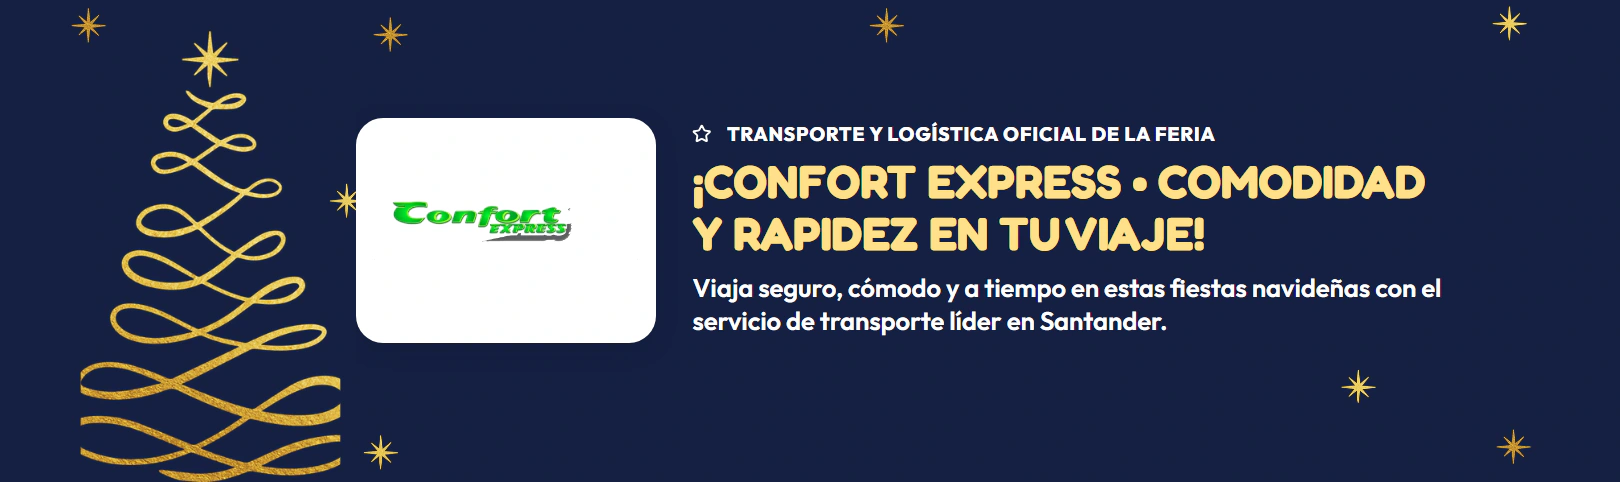 Confort
EXPRESS
TRANSPORTE Y LOGÍSTICA OFICIAL DE LA FERIA
¡CONFORT EXPRESS • COMODIDAD
Y RAPIDEZ EN TU VIAJE!
Viaja seguro, cómodo y a tiempo en estas fiestas navideñas con el
servicio de transporte líder en Santander.